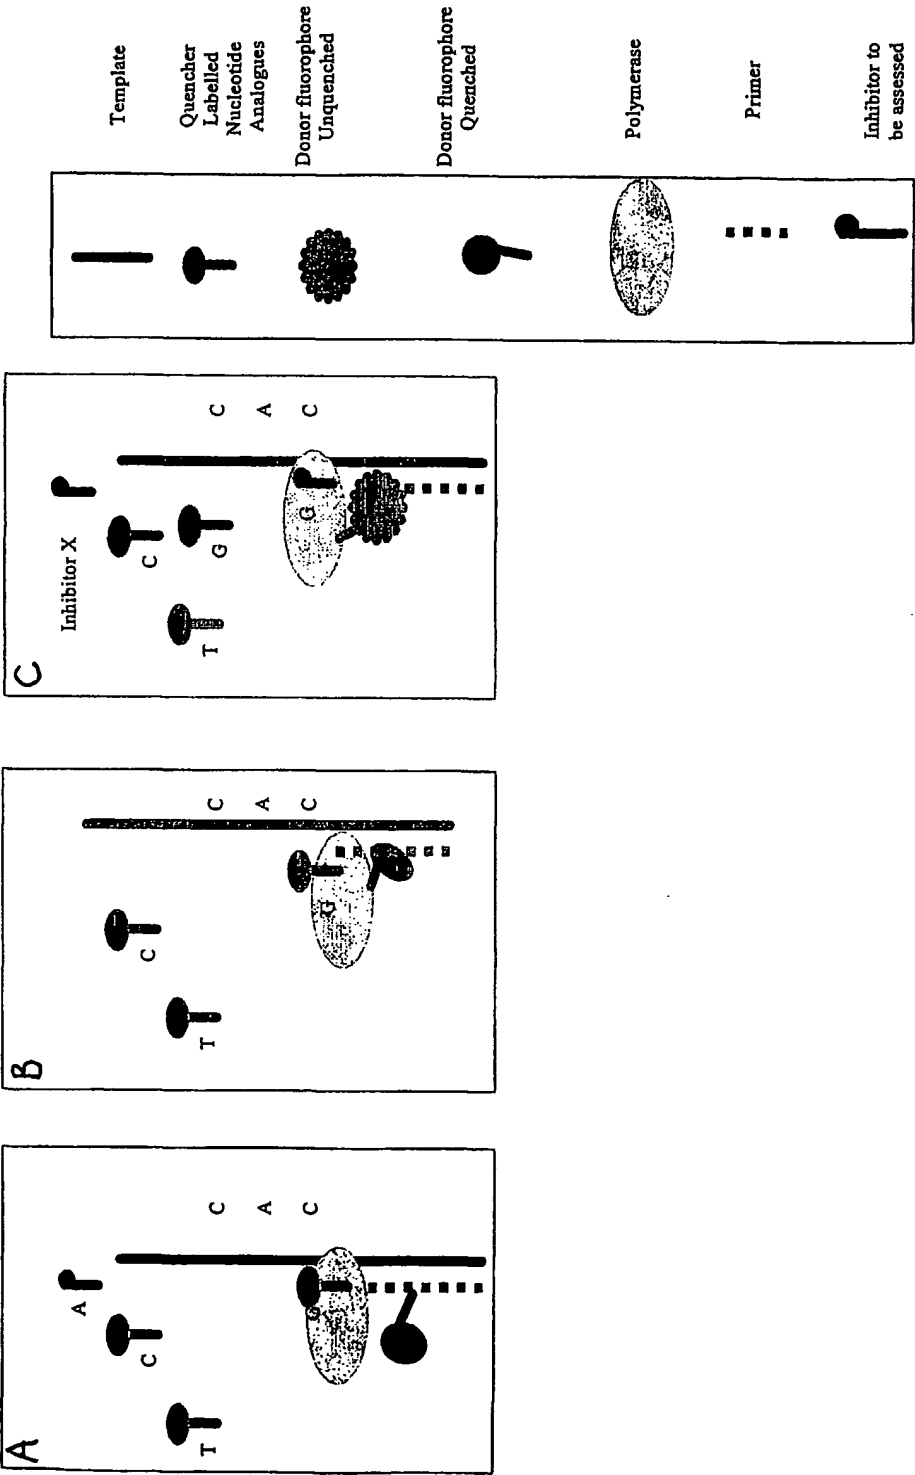 A
A
C
T
G
C
A
C
B
C
T
G
C
A
C
C
Inhibitor X
C
G
T
G
C
A
C
Template
Quencher
Labelled
Nucleotide
Analogues
Donor fluorophore
Unquenched
Donor fluorophore
Quenched
Polymerase
Primer
Inhibitor to
be assessed